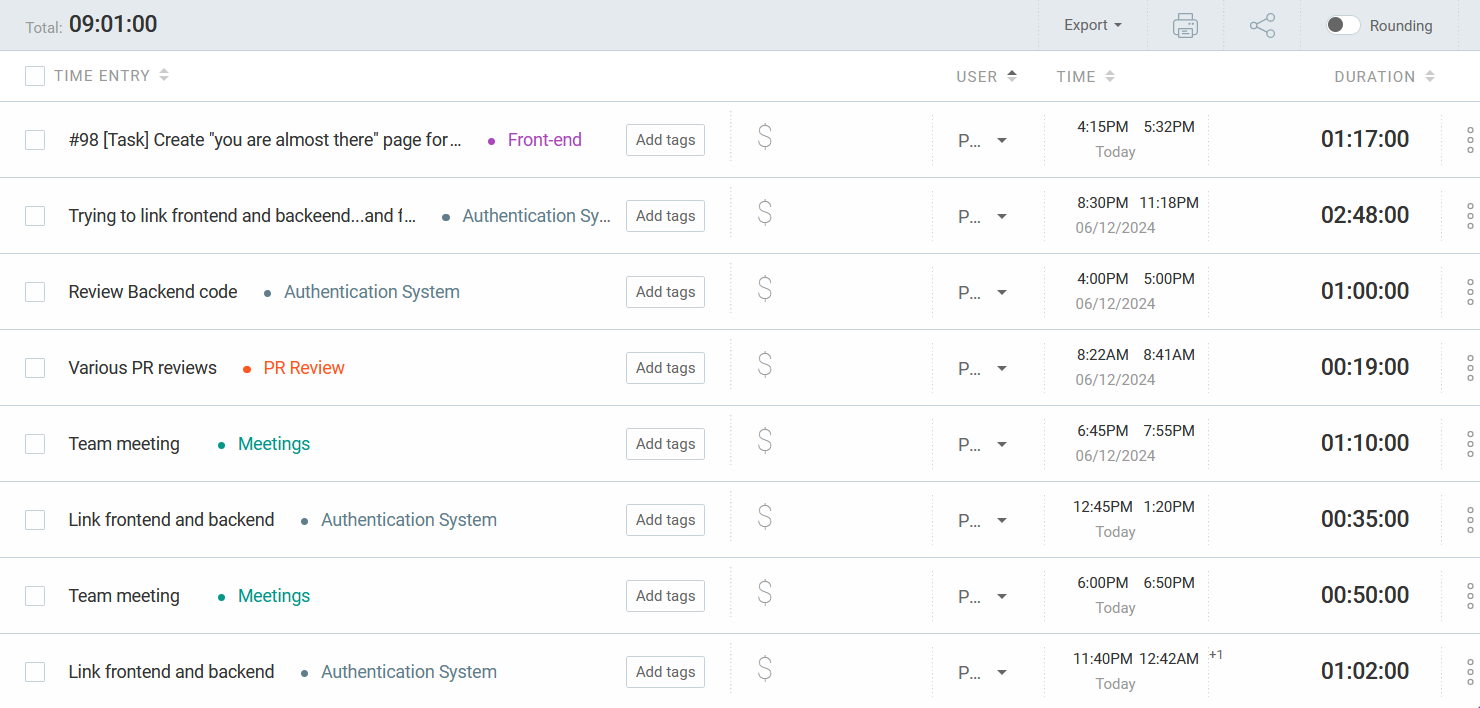 Total: 09:01:00 Export Rounding
TIME ENTRY USER TIME DURATION
#98 [Task] Create "you are almost there" page for... Front-end Add tags $ P... 4:15PM 5:32PM 01:17:00
Today
Trying to link frontend and backeend...and f... Authentication Sy... Add tags $ P... 8:30PM 11:18PM 02:48:00
06/12/2024
Review Backend code Authentication System Add tags $ P... 4:00PM 5:00PM 01:00:00
06/12/2024
Various PR reviews PR Review Add tags $ P... 8:22AM 8:41AM 00:19:00
06/12/2024
Team meeting Meetings Add tags $ P... 6:45PM 7:55PM 01:10:00
06/12/2024
Link frontend and backend Authentication System Add tags $ P... 12:45PM 1:20PM 00:35:00
Today
Team meeting Meetings Add tags $ P... 6:00PM 6:50PM 00:50:00
Today
Link frontend and backend Authentication System Add tags $ P... 11:40PM 12:42AM +1 01:02:00
Today